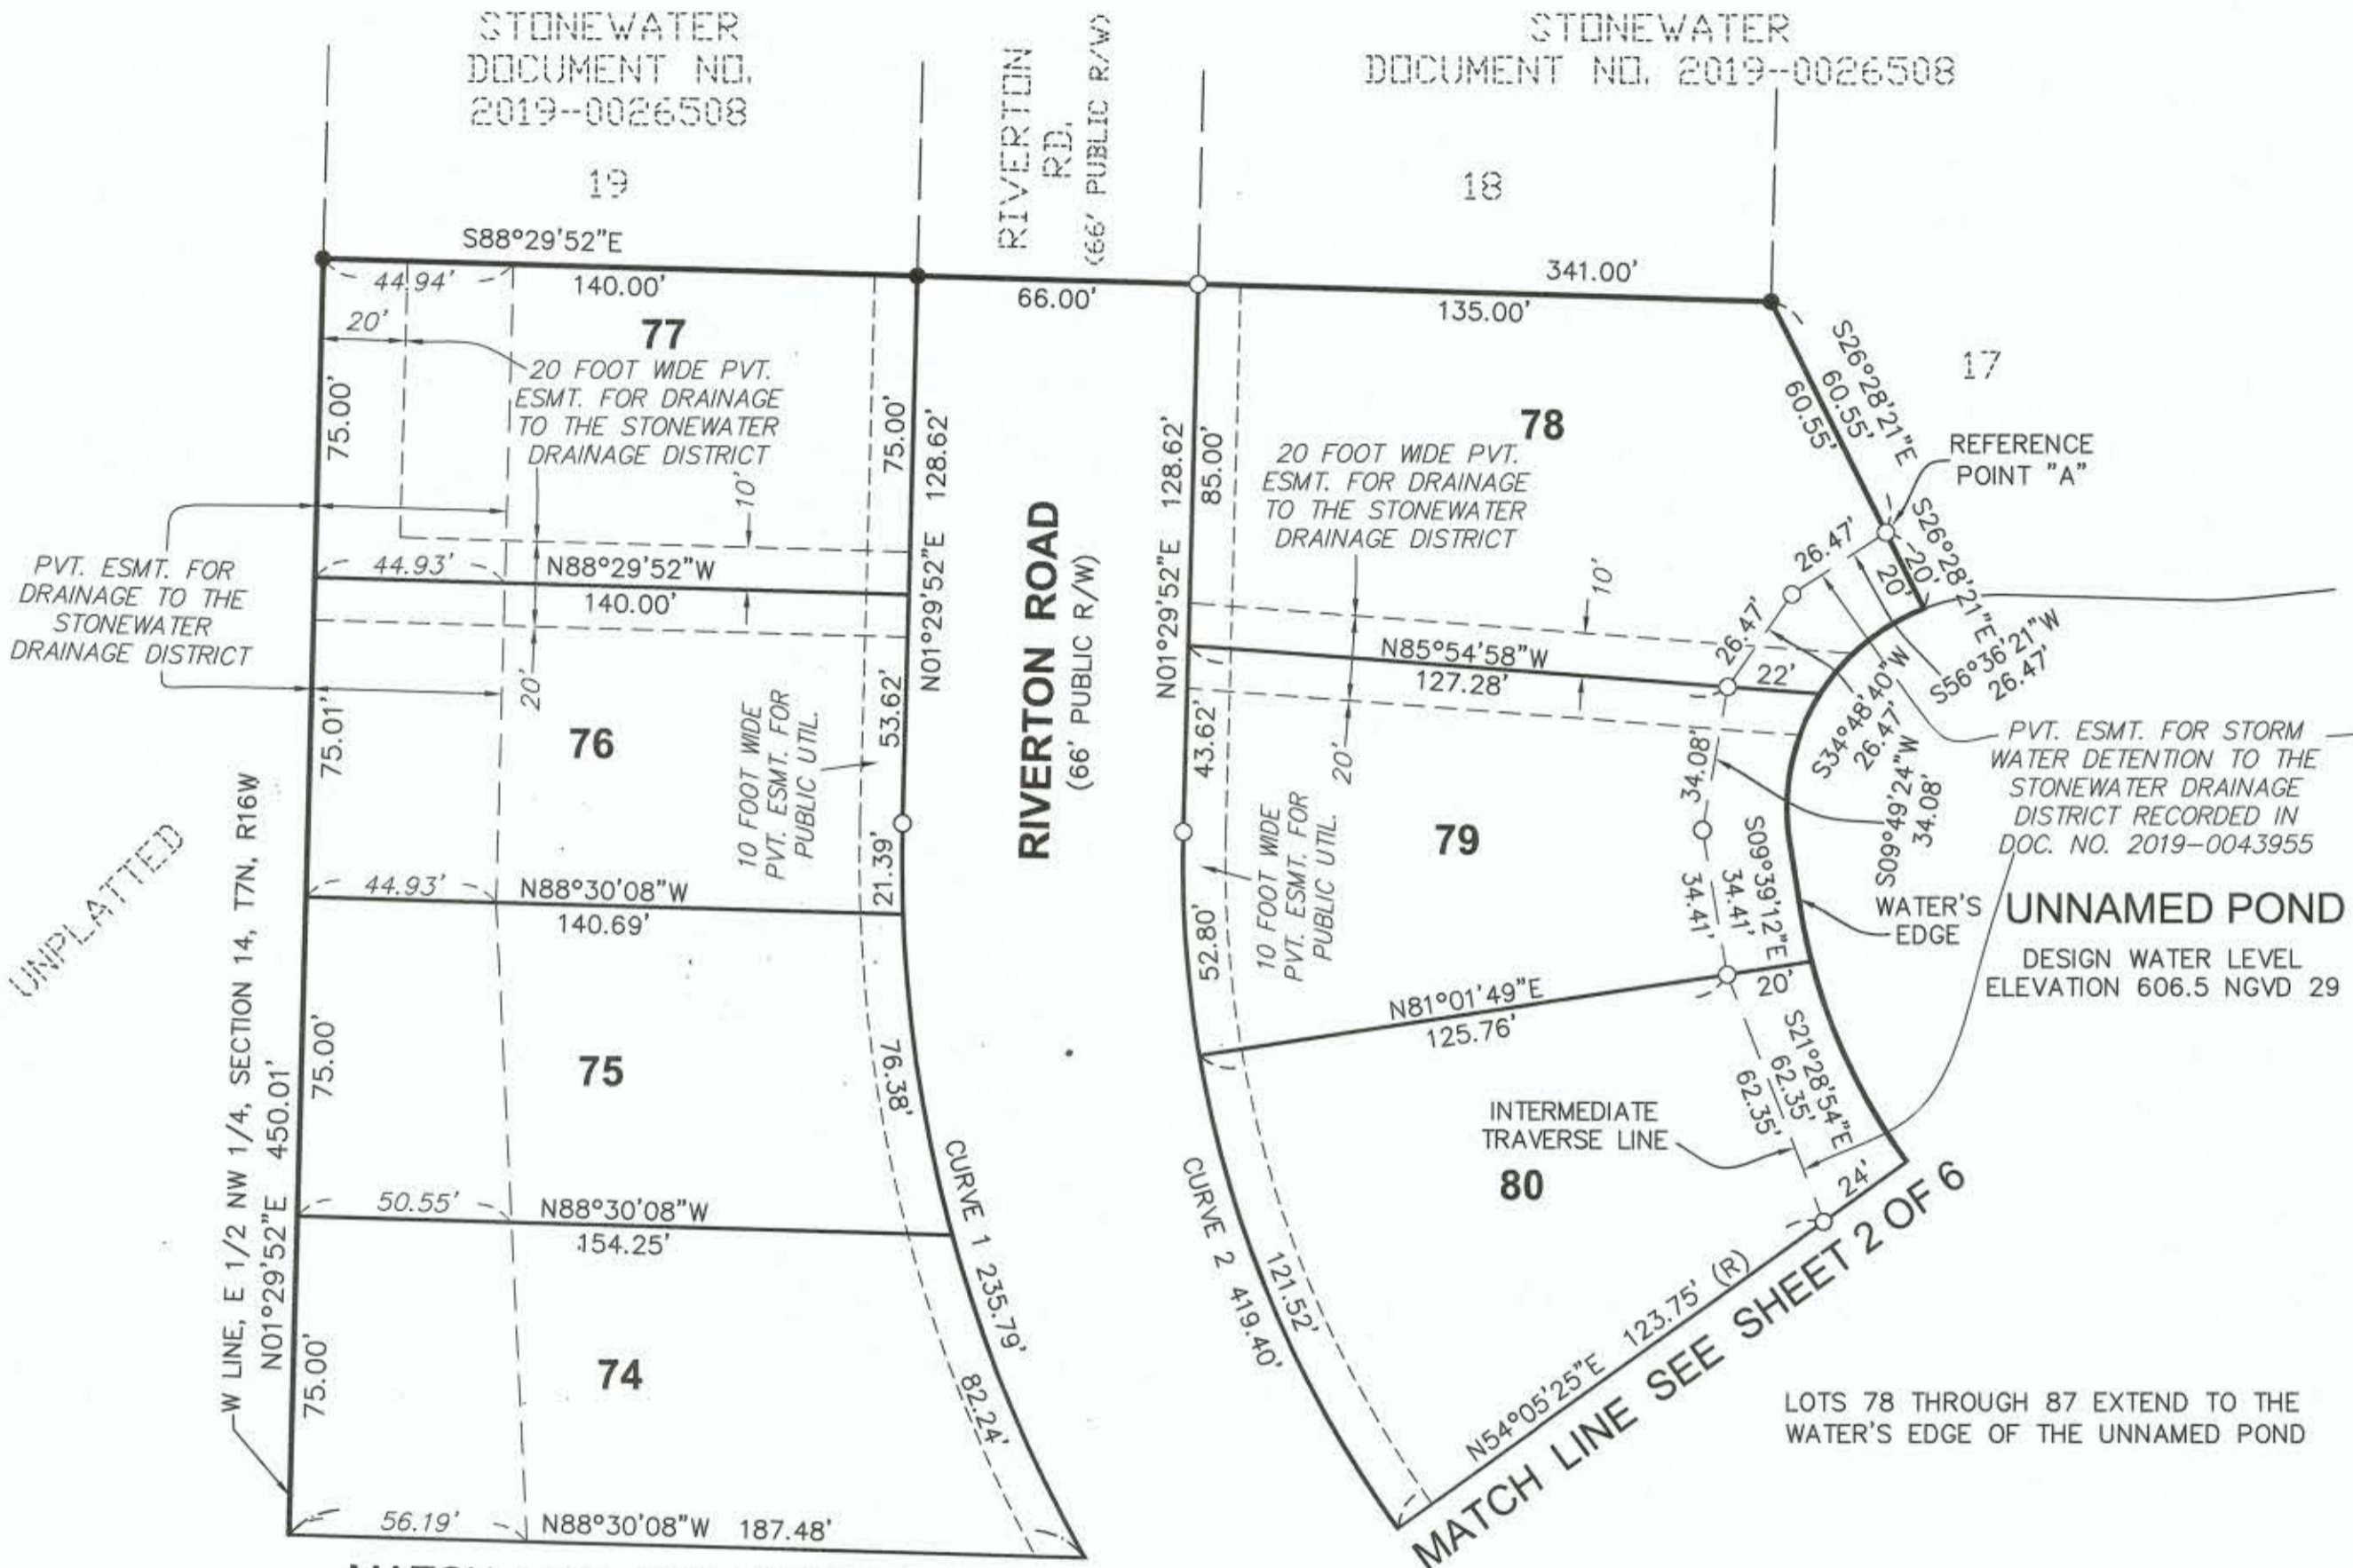 STONEWATER
DOCUMENT NO.
2019--0026508
19
RIVERTON
RD.
(66' PUBLIC R/W)
STONEWATER
DOCUMENT NO. 2019--0026508
18
17
S88°29'52"E
44.94'
140.00'
66.00'
341.00'
135.00'
20'
77
20 FOOT WIDE PVT.
ESMT. FOR DRAINAGE
TO THE STONEWATER
DRAINAGE DISTRICT
75.00'
75.00'
10'
N01°29'52"E 128.62'
PVT. ESMT. FOR
DRAINAGE TO THE
STONEWATER
DRAINAGE DISTRICT
44.93'
N88°29'52"W
140.00'
20'
75.01'
76
10 FOOT WIDE
PVT. ESMT. FOR
PUBLIC UTIL.
53.62'
21.39'
44.93'
N88°30'08"W
140.69'
UNPLATTED
W LINE, E 1/2 NW 1/4, SECTION 14, T7N, R16W
N01°29'52"E 450.01'
75.00'
75
76.38'
50.55'
N88°30'08"W
154.25'
CURVE 1 235.79'
75.00'
74
82.24'
56.19'
N88°30'08"W 187.48'
RIVERTON ROAD
(66' PUBLIC R/W)
N01°29'52"E 128.62'
85.00'
78
20 FOOT WIDE PVT.
ESMT. FOR DRAINAGE
TO THE STONEWATER
DRAINAGE DISTRICT
10'
S26°28'21"E
60.55'
60.55'
REFERENCE
POINT "A"
S26°28'21"E
20'
20'
26.47'
26.47'
S56°36'21"W
26.47'
S34°48'40"W
26.47'
S09°49'24"W
34.08'
N85°54'58"W
127.28'
22'
43.62'
20'
34.08'
79
10 FOOT WIDE
PVT. ESMT. FOR
PUBLIC UTIL.
52.80'
S09°39'12"E
34.41'
34.41'
PVT. ESMT. FOR STORM
WATER DETENTION TO THE
STONEWATER DRAINAGE
DISTRICT RECORDED IN
DOC. NO. 2019-0043955
WATER'S
EDGE
UNNAMED POND
DESIGN WATER LEVEL
ELEVATION 606.5 NGVD 29
N81°01'49"E
125.76'
20'
S21°28'54"E
62.35'
62.35'
INTERMEDIATE
TRAVERSE LINE
80
24'
CURVE 2 419.40'
121.52'
N54°05'25"E 123.75' (R)
MATCH LINE SEE SHEET 2 OF 6
LOTS 78 THROUGH 87 EXTEND TO THE
WATER'S EDGE OF THE UNNAMED POND